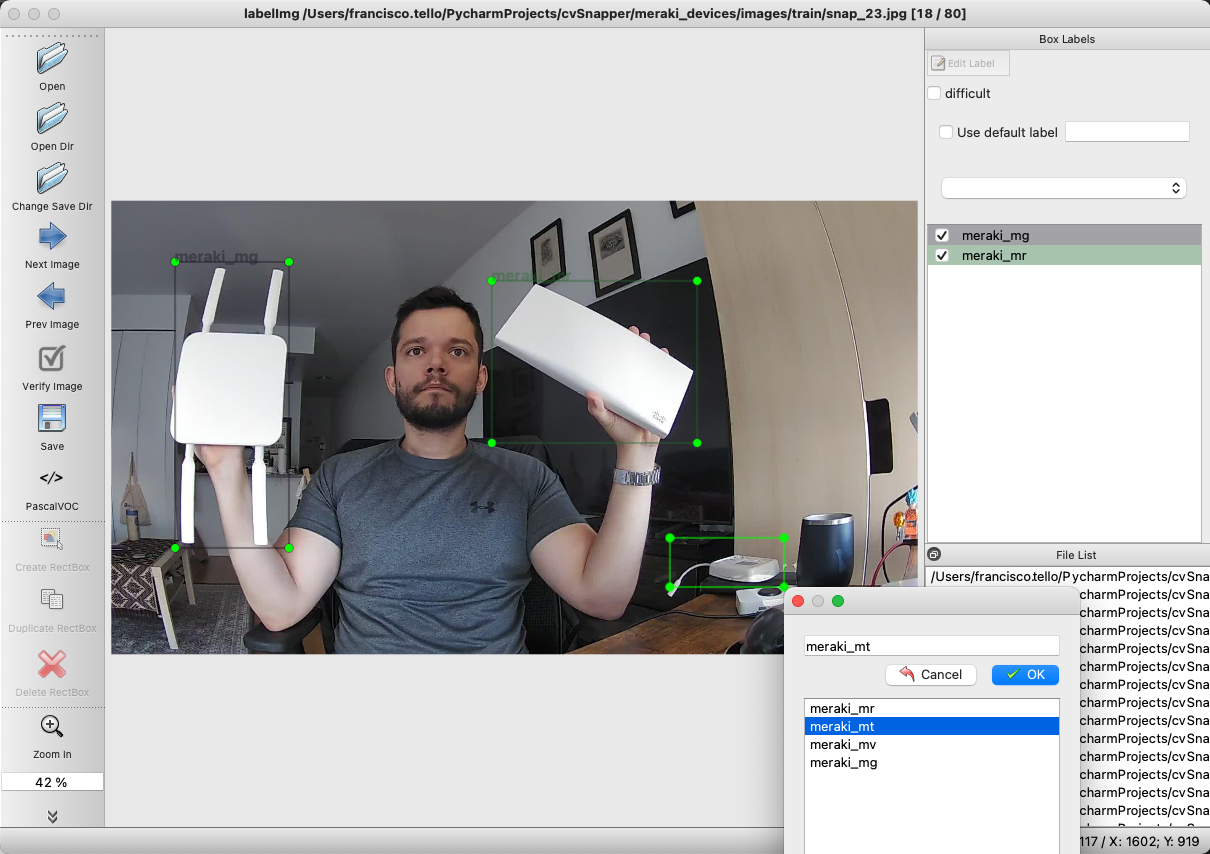 labelImg /Users/francisco.tello/PycharmProjects/cvSnapper/meraki_devices/images/train/snap_23.jpg [18 / 80]
Open
Open Dir
Change Save Dir
Next Image
Prev Image
Verify Image
Save
</>
PascalVOC
Create RectBox
Duplicate RectBox
Delete RectBox
Zoom In
42 %
meraki_mg
meraki_mr
Box Labels
Edit Label
difficult
Use default label
meraki_mg
meraki_mr
File List
/Users/francisco.tello/PycharmProjects/cvSna
charmProjects/cvSna
charmProjects/cvSna
charmProjects/cvSna
charmProjects/cvSna
charmProjects/cvSna
charmProjects/cvSna
charmProjects/cvSna
charmProjects/cvSna
charmProjects/cvSna
charmProjects/cvSna
charmProjects/cvSna
charmProjects/cvSna
charmProjects/cvSna
charmProjects/cvSna
meraki_mt
Cancel
OK
meraki_mr
meraki_mt
meraki_mv
meraki_mg
117 / X: 1602; Y: 919